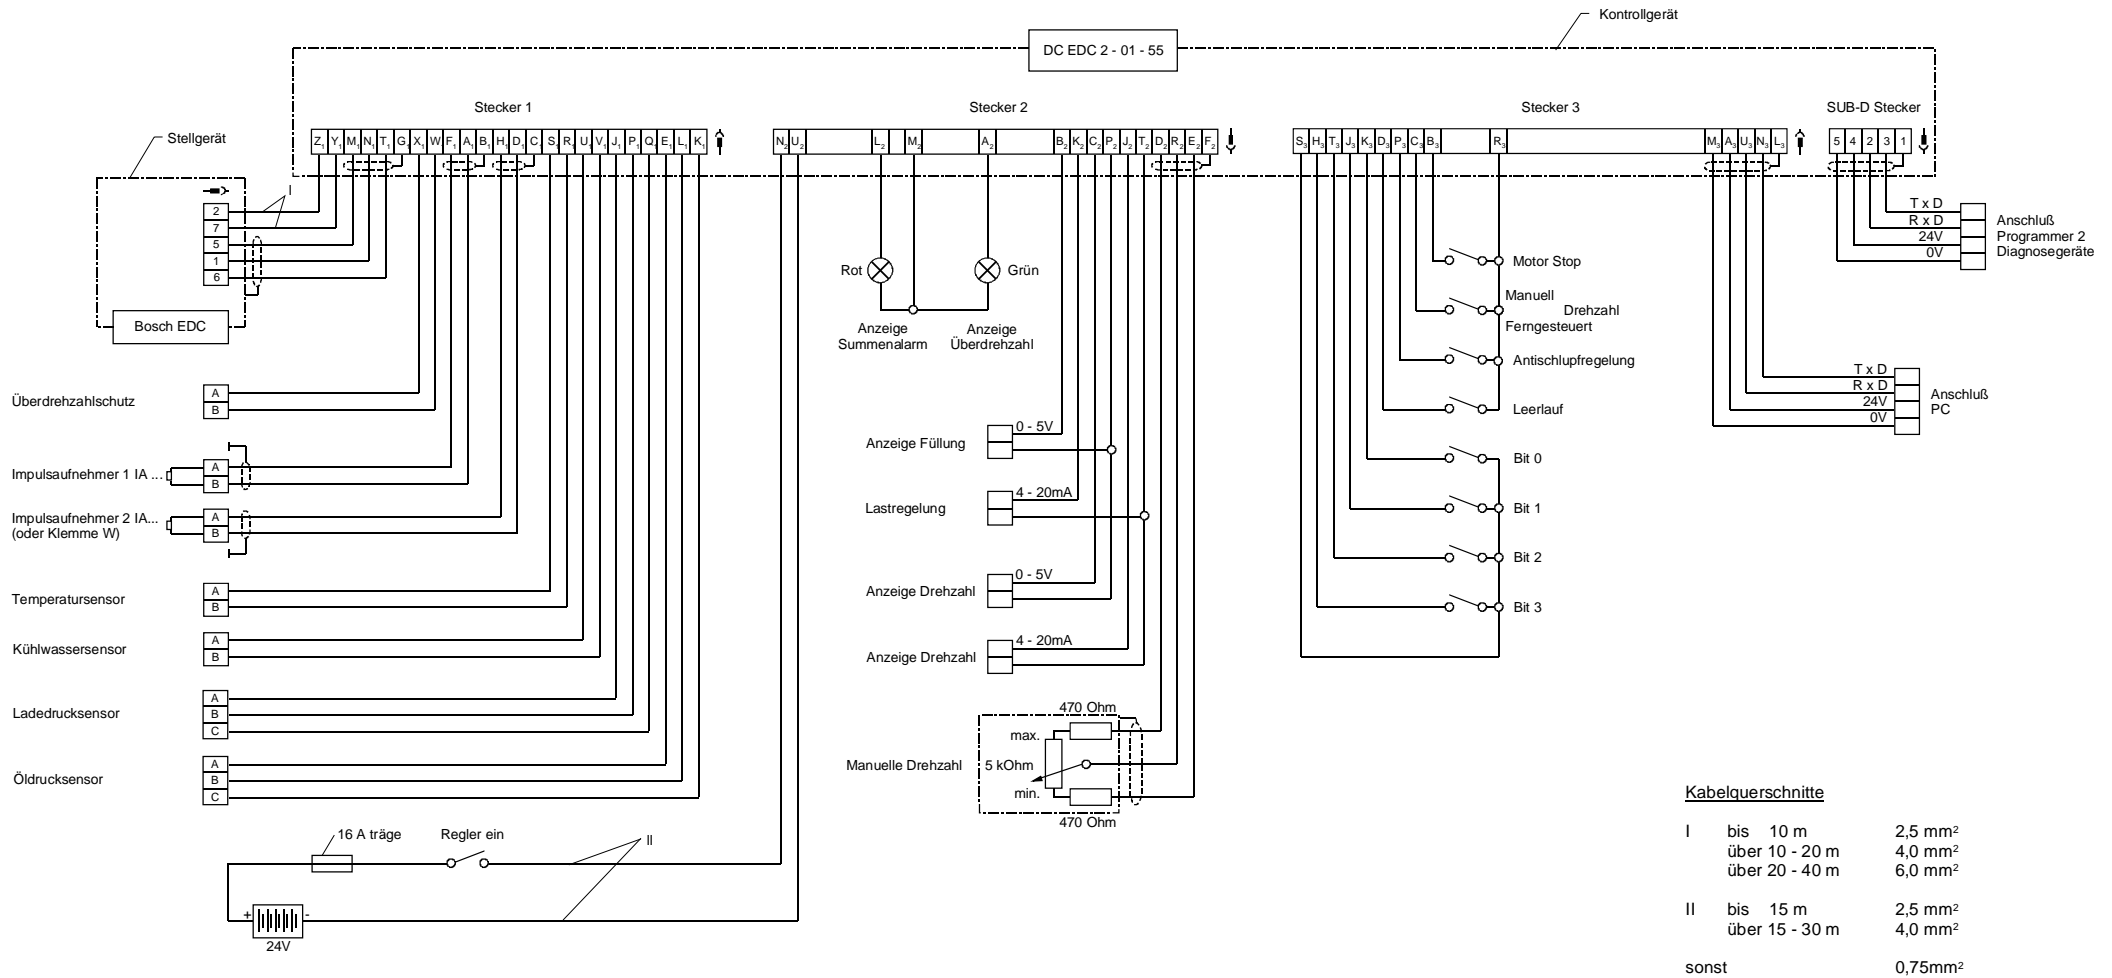 Kontrollgerät
DC EDC 2 - 01 - 55
Stecker 1
Stecker 2
Stecker 3
SUB-D Stecker
Stellgerät
Z1 Y1 M1 N1 T1 G1 X1 W F1 A1 B1 H1 D1 C1 S1 R1 U1 V1 J1 P1 Q1 E1 L1 K1
N2 U2 L2 M2 A2 B2 K2 C2 P2 J2 T2 D2 R2 E2 F2
S3 H3 T3 J3 K3 D3 P3 C3 B3 R3 M3 A3 U3 N3 L3
5 4 2 3 1
I
2
7
5
1
6
Bosch EDC
T x D
R x D
24V
0V
Anschluß
Programmer 2
Diagnosegeräte
Rot
Grün
Anzeige
Summenalarm
Anzeige
Überdrehzahl
Motor Stop
Manuell
Drehzahl
Ferngesteuert
Antischlupfregelung
Leerlauf
Bit 0
Bit 1
Bit 2
Bit 3
T x D
R x D
24V
0V
Anschluß
PC
Überdrehzahlschutz
A
B
Impulsaufnehmer 1 IA ...
A
B
Impulsaufnehmer 2 IA...
(oder Klemme W)
A
B
Temperatursensor
A
B
Kühlwassersensor
A
B
Ladedrucksensor
A
B
C
Öldrucksensor
A
B
C
Anzeige Füllung
0 - 5V
Lastregelung
4 - 20mA
Anzeige Drehzahl
0 - 5V
Anzeige Drehzahl
4 - 20mA
Manuelle Drehzahl
470 Ohm
max.
5 kOhm
min.
470 Ohm
16 A träge
Regler ein
II
+
-
24V
Kabelquerschnitte
I bis 10 m 2,5 mm²
über 10 - 20 m 4,0 mm²
über 20 - 40 m 6,0 mm²
II bis 15 m 2,5 mm²
über 15 - 30 m 4,0 mm²
sonst 0,75mm²